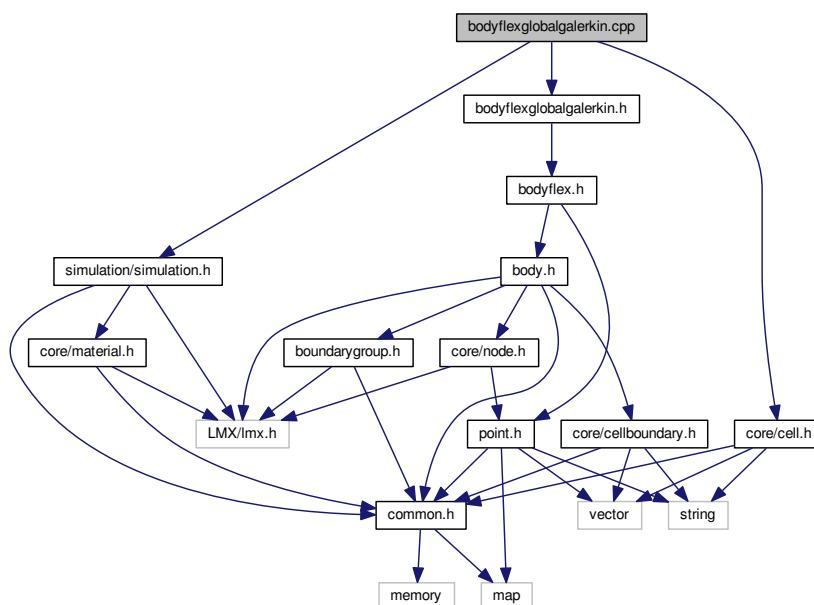 bodyflexglobalgalerkin.cpp
bodyflexglobalgalerkin.h
bodyflex.h
simulation/simulation.h
body.h
core/material.h
boundarygroup.h
core/node.h
LMX/lmx.h
point.h
core/cellboundary.h
core/cell.h
common.h
vector
string
memory
map